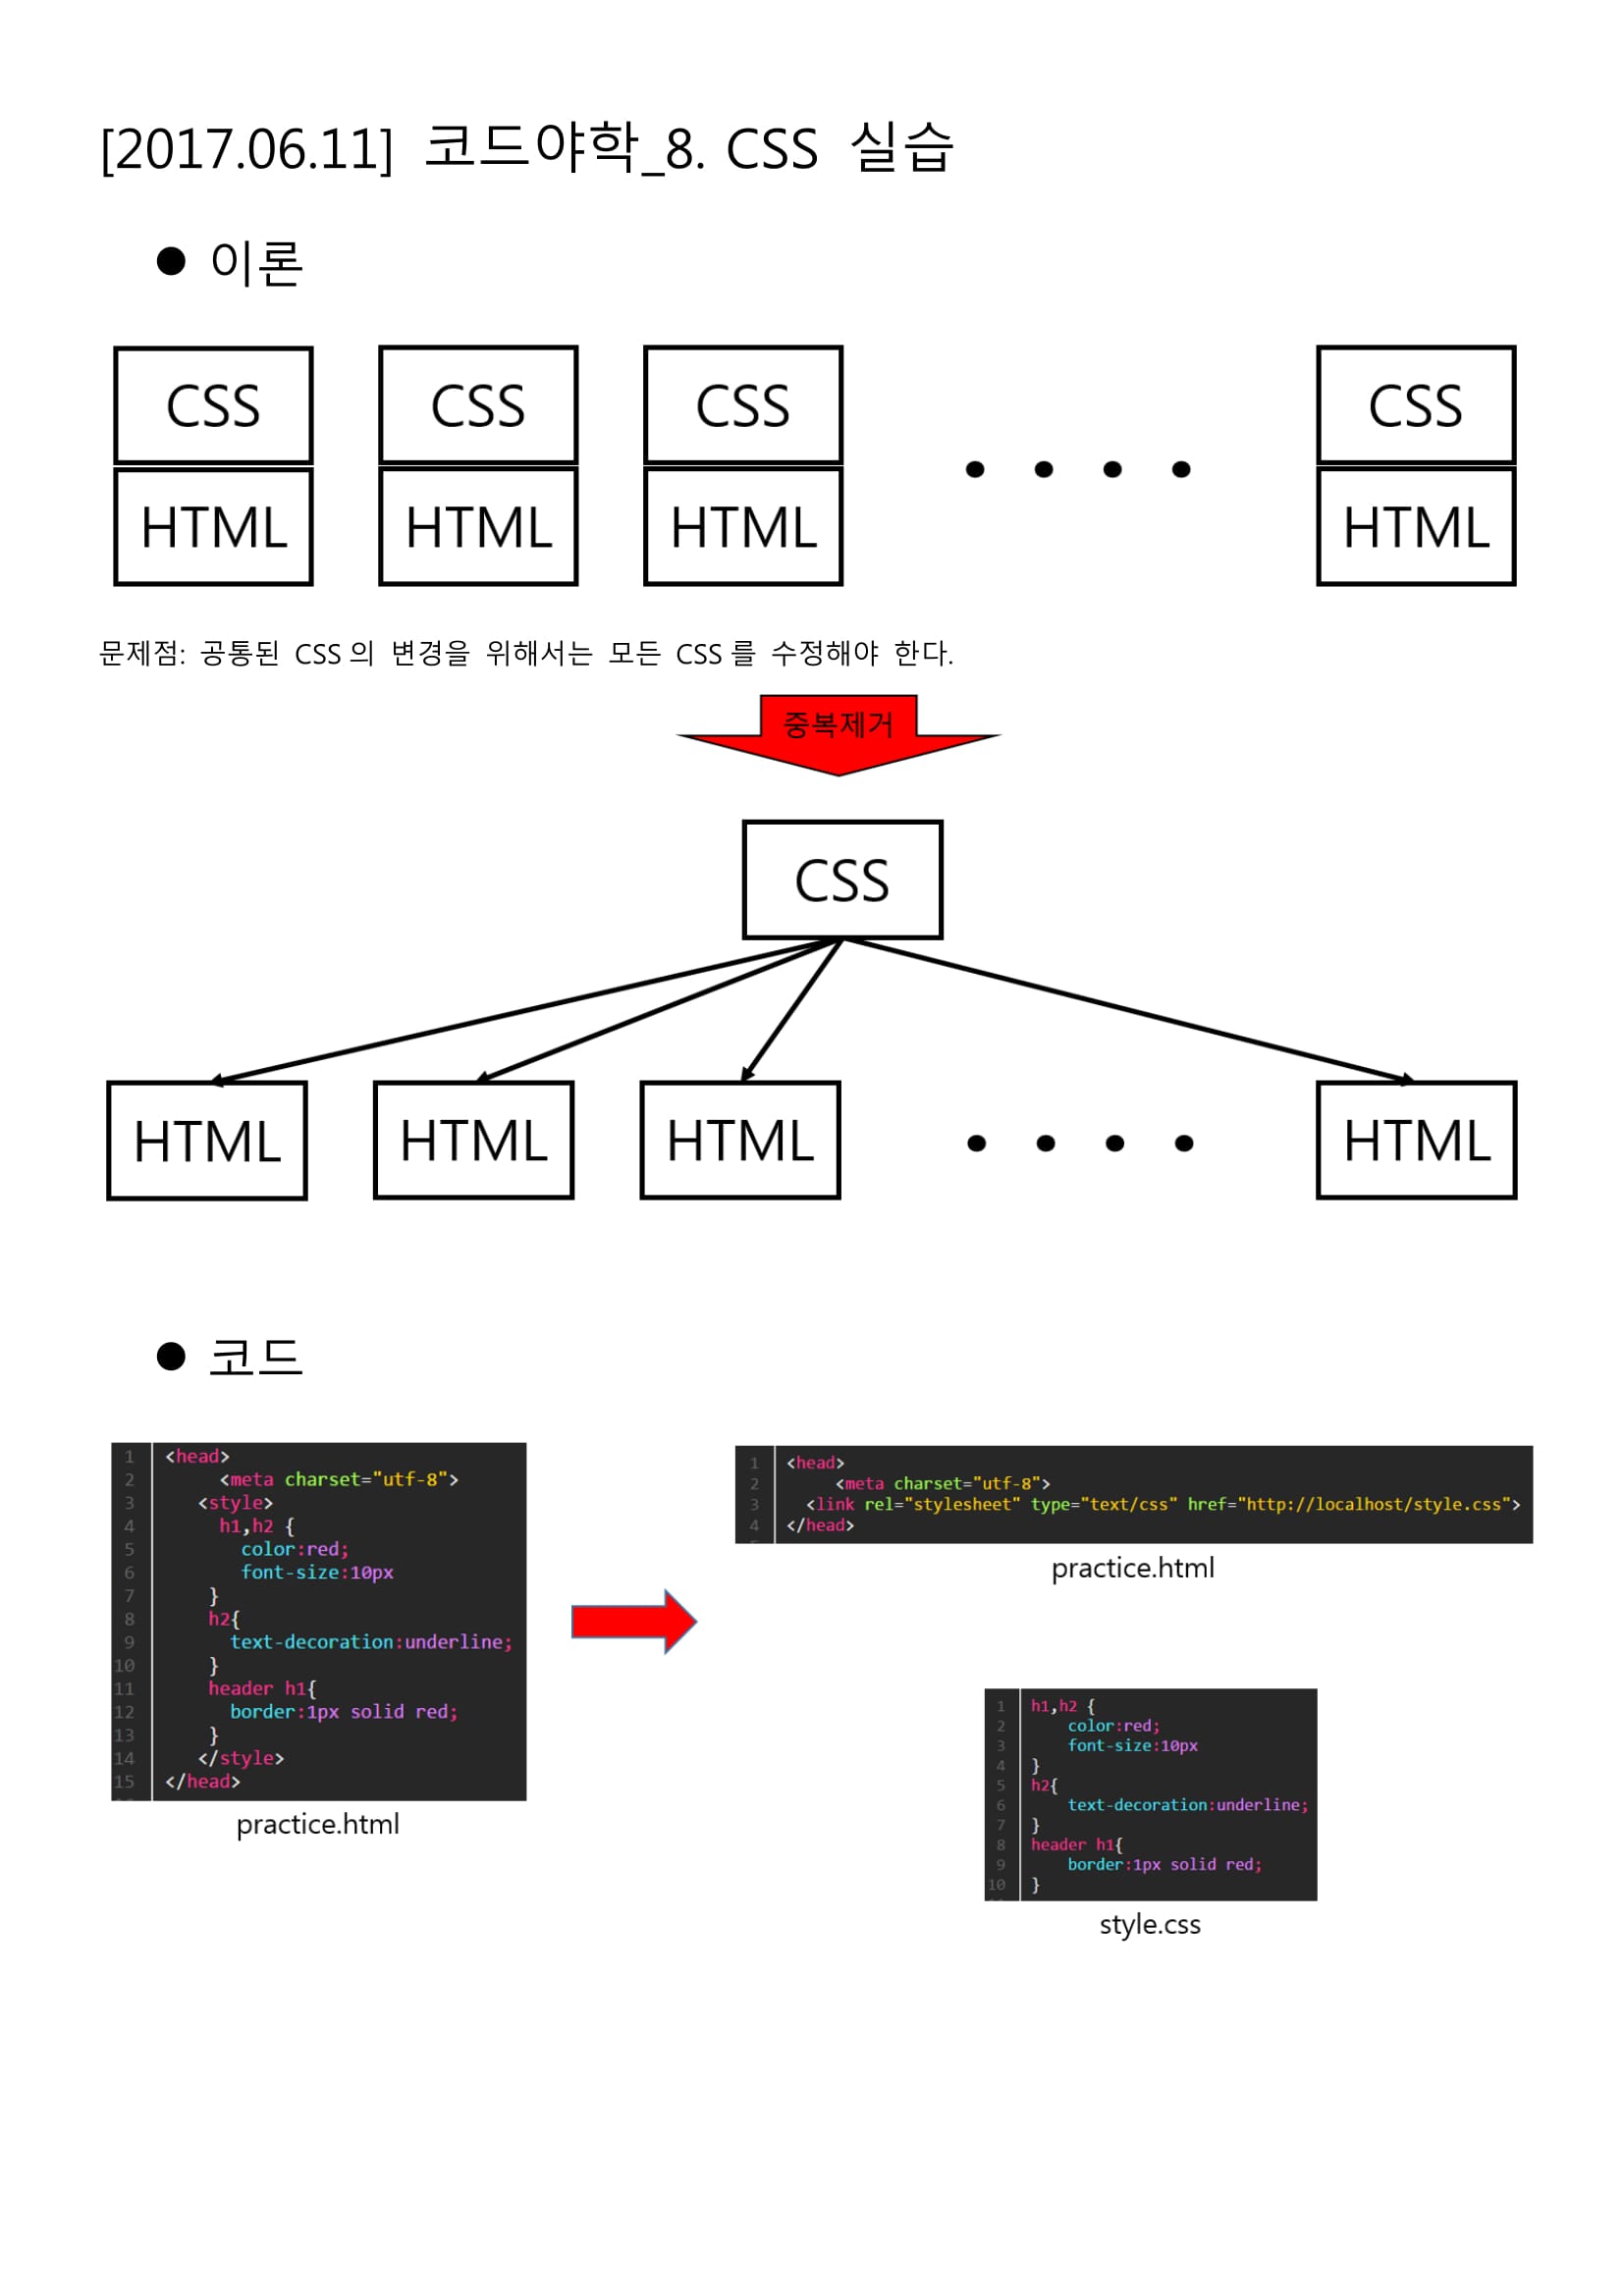 [2017.06.11] 코드야학_8. CSS 실습
● 이론
CSS CSS CSS CSS
HTML HTML HTML HTML
문제점: 공통된 CSS의 변경을 위해서는 모든 CSS를 수정해야 한다.
중복제거
CSS
HTML HTML HTML HTML
● 코드
1 <head>
2 <meta charset="utf-8">
3 <style>
4 h1,h2 {
5 color:red;
6 font-size:10px
7 }
8 h2{
9 text-decoration:underline;
10 }
11 header h1{
12 border:1px solid red;
13 }
14 </style>
15 </head>
practice.html
1 <head>
2 <meta charset="utf-8">
3 <link rel="stylesheet" type="text/css" href="http://localhost/style.css">
4 </head>
practice.html
1 h1,h2 {
2 color:red;
3 font-size:10px
4 }
5 h2{
6 text-decoration:underline;
7 }
8 header h1{
9 border:1px solid red;
10 }
style.css